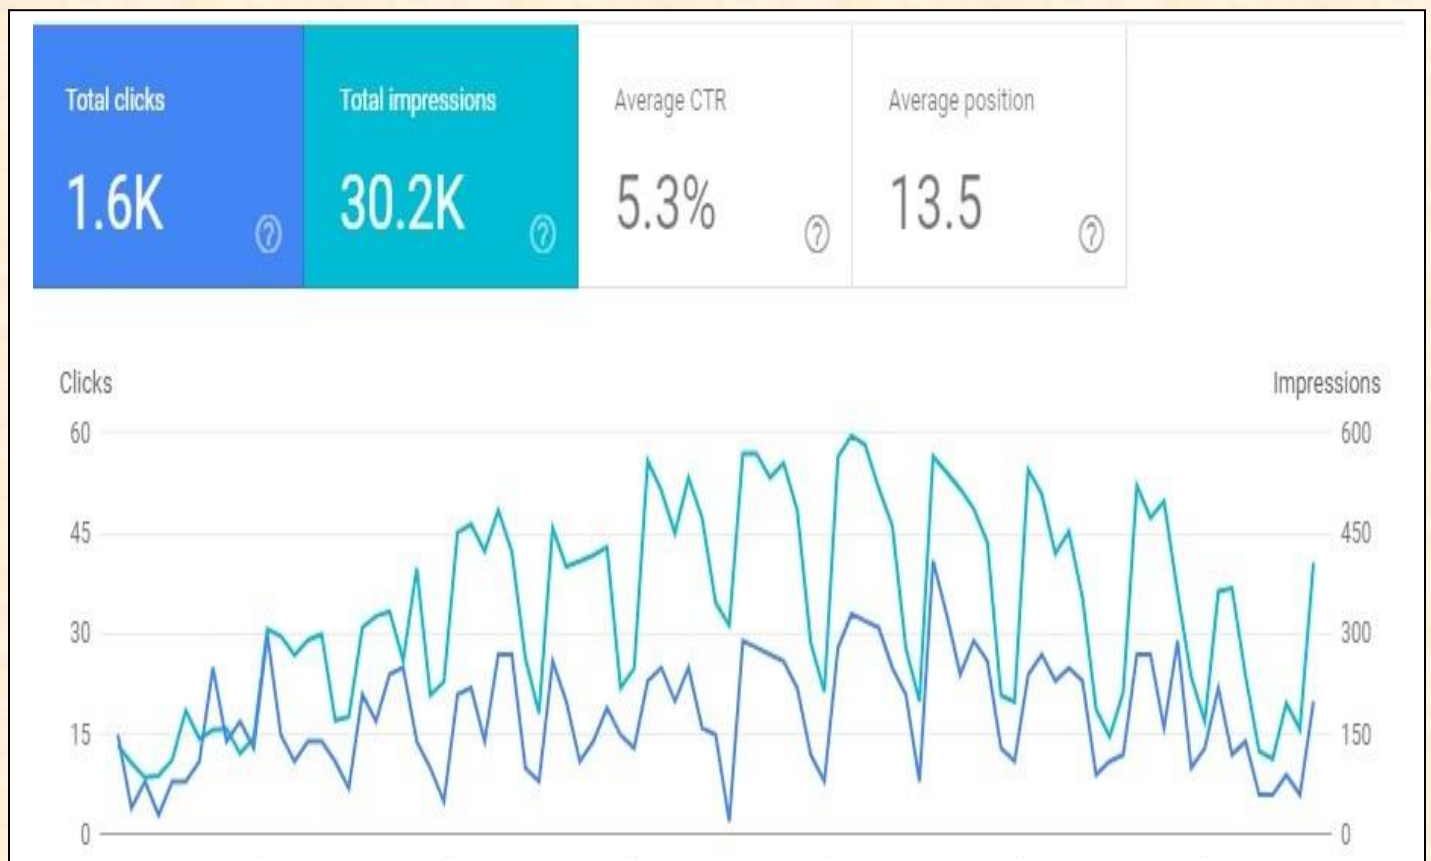 Total clicks
Total impressions
Average CTR
Average position
1.6K
30.2K
5.3%
13.5
Clicks
Impressions
60
600
45
450
30
300
15
150
0
0